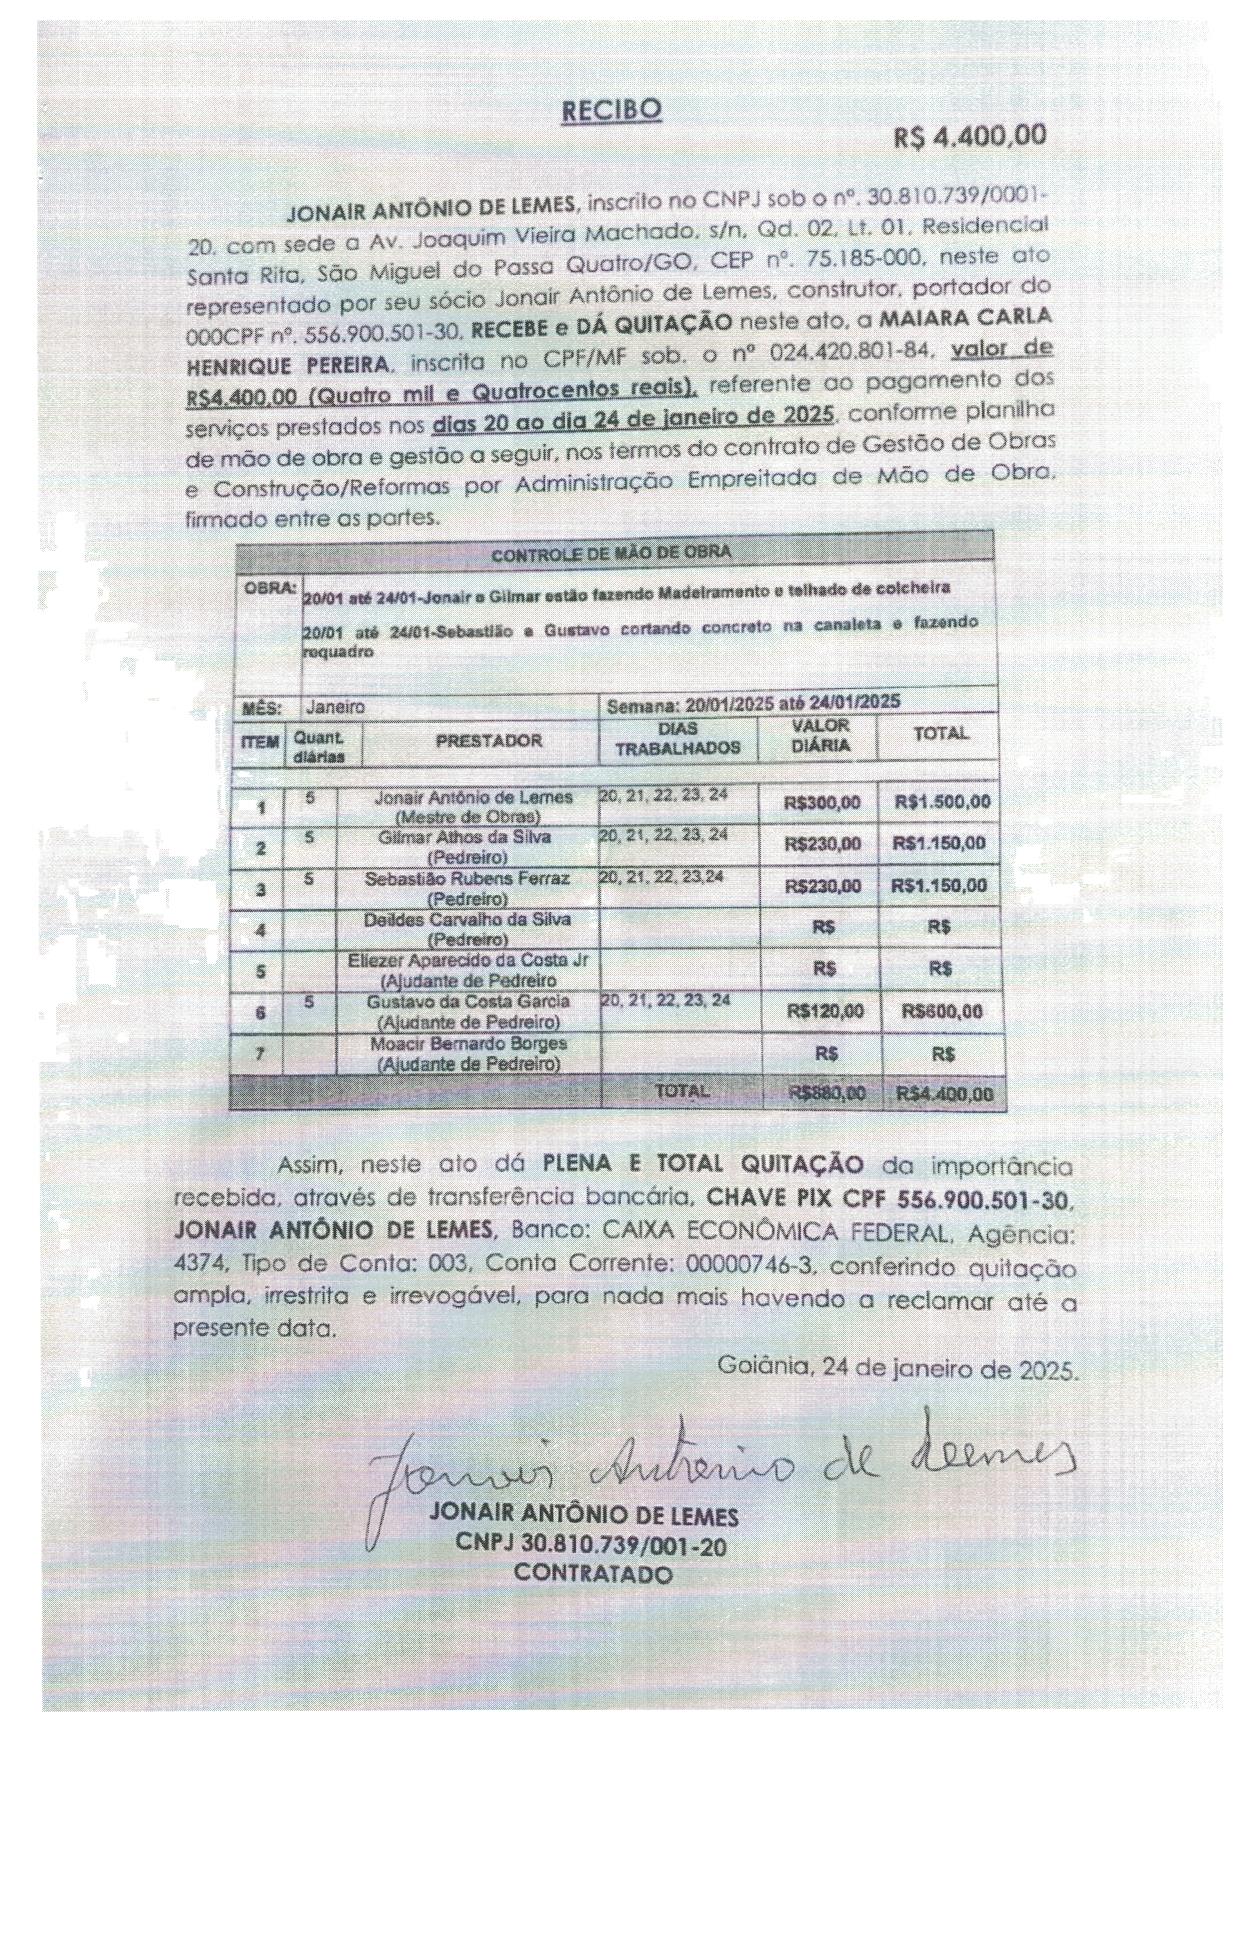 RECIBO
R$ 4.400,00
JONAIR ANTÔNIO DE LEMES, inscrito no CNPJ sob o nº. 30.810.739/0001-
20, com sede a Av. Joaquim Vieira Machado, s/n, Qd. 02, Lt. 01, Residencial
Santa Rita, São Miguel do Passa Quatro/GO, CEP nº. 75.185-000, neste ato
representado por seu sócio Jonair Antônio de Lemes, construtor, portador do
000CPF nº. 556.900.501-30, RECEBE e DÁ QUITAÇÃO neste ato, a MAIARA CARLA
HENRIQUE PEREIRA, inscrita no CPF/MF sob. o nº 024.420.801-84, valor de
R$4.400,00 (Quatro mil e Quatrocentos reais), referente ao pagamento dos
serviços prestados nos dias 20 ao dia 24 de janeiro de 2025, conforme planilha
de mão de obra e gestão a seguir, nos termos do contrato de Gestão de Obras
e Construção/Reformas por Administração Empreitada de Mão de Obra,
firmado entre as partes.
CONTROLE DE MÃO DE OBRA
OBRA: 20/01 até 24/01-Jonair e Gilmar estão fazendo Madeiramento e telhado de colcheira
20/01 até 24/01-Sebastião e Gustavo cortando concreto na canaleta e fazendo
requadro
MÊS: Janeiro Semana: 20/01/2025 até 24/01/2025
ITEM Quant. diárias PRESTADOR DIAS TRABALHADOS VALOR DIÁRIA TOTAL
1 5 Jonair Antônio de Lemes (Mestre de Obras) 20, 21, 22, 23, 24 R$300,00 R$1.500,00
2 5 Gilmar Athos da Silva (Pedreiro) 20, 21, 22, 23, 24 R$230,00 R$1.150,00
3 5 Sebastião Rubens Ferraz (Pedreiro) 20, 21, 22, 23,24 R$230,00 R$1.150,00
4 Deildes Carvalho da Silva (Pedreiro) R$ R$
5 Eliezer Aparecido da Costa Jr (Ajudante de Pedreiro R$ R$
6 5 Gustavo da Costa Garcia (Ajudante de Pedreiro) 20, 21, 22, 23, 24 R$120,00 R$600,00
7 Moacir Bernardo Borges (Ajudante de Pedreiro) R$ R$
TOTAL R$880,00 R$4.400,00
Assim, neste ato dá PLENA E TOTAL QUITAÇÃO da importância
recebida, através de transferência bancária, CHAVE PIX CPF 556.900.501-30,
JONAIR ANTÔNIO DE LEMES, Banco: CAIXA ECONÔMICA FEDERAL, Agência:
4374, Tipo de Conta: 003, Conta Corrente: 00000746-3, conferindo quitação
ampla, irrestrita e irrevogável, para nada mais havendo a reclamar até a
presente data.
Goiânia, 24 de janeiro de 2025.
Jonair Antonio de Leemes
JONAIR ANTÔNIO DE LEMES
CNPJ 30.810.739/001-20
CONTRATADO